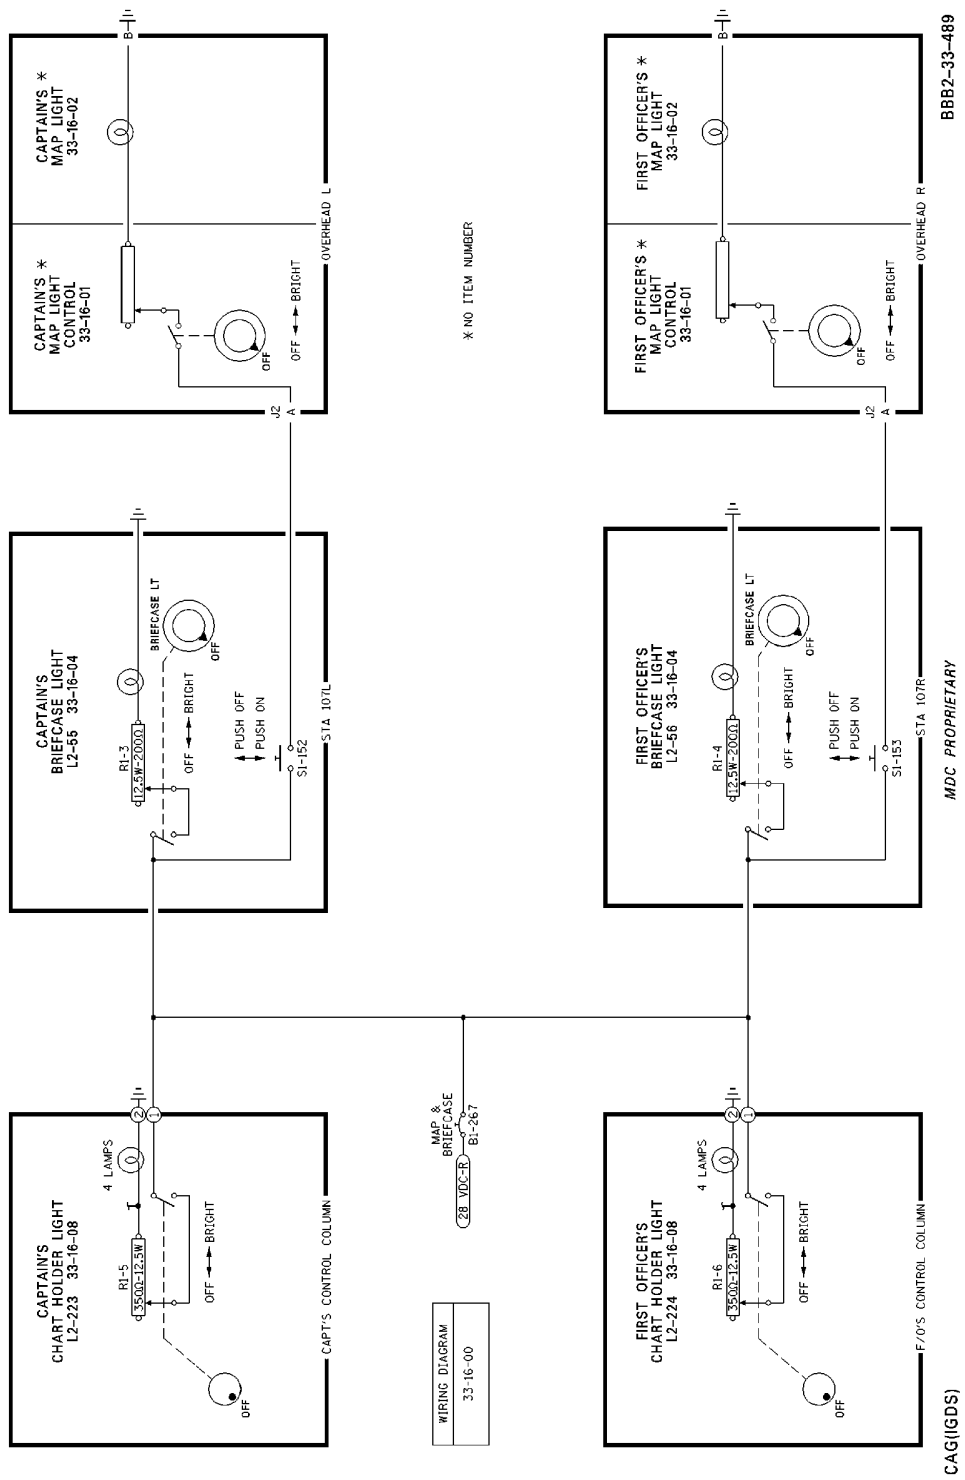 CAPTAIN'S
CHART HOLDER LIGHT
L2-223 33-16-08
R1-5
350Ω-12.5W
4 LAMPS
2
1
OFF
OFF BRIGHT
CAPT'S CONTROL COLUMN
CAPTAIN'S
BRIEFCASE LIGHT
L2-55 33-16-04
R1-3
12.5W-200Ω
BRIEFCASE LT
OFF
OFF BRIGHT
PUSH OFF
PUSH ON
S1-152
STA 107L
CAPTAIN'S *
MAP LIGHT
CONTROL
33-16-01
OFF
OFF BRIGHT
J2
A
CAPTAIN'S *
MAP LIGHT
33-16-02
B
OVERHEAD L
WIRING DIAGRAM
33-16-00
28 VDC-R
MAP &
BRIEFCASE
B1-267
* NO ITEM NUMBER
FIRST OFFICER'S
CHART HOLDER LIGHT
L2-224 33-16-08
R1-6
350Ω-12.5W
4 LAMPS
2
1
OFF
OFF BRIGHT
F/O'S CONTROL COLUMN
FIRST OFFICER'S
BRIEFCASE LIGHT
L2-56 33-16-04
R1-4
12.5W-200Ω
BRIEFCASE LT
OFF
OFF BRIGHT
PUSH OFF
PUSH ON
S1-153
STA 107R
FIRST OFFICER'S *
MAP LIGHT
CONTROL
33-16-01
OFF
OFF BRIGHT
J2
A
FIRST OFFICER'S *
MAP LIGHT
33-16-02
B
OVERHEAD R
CAG(IGDS)
MDC PROPRIETARY
BBB2-33-489